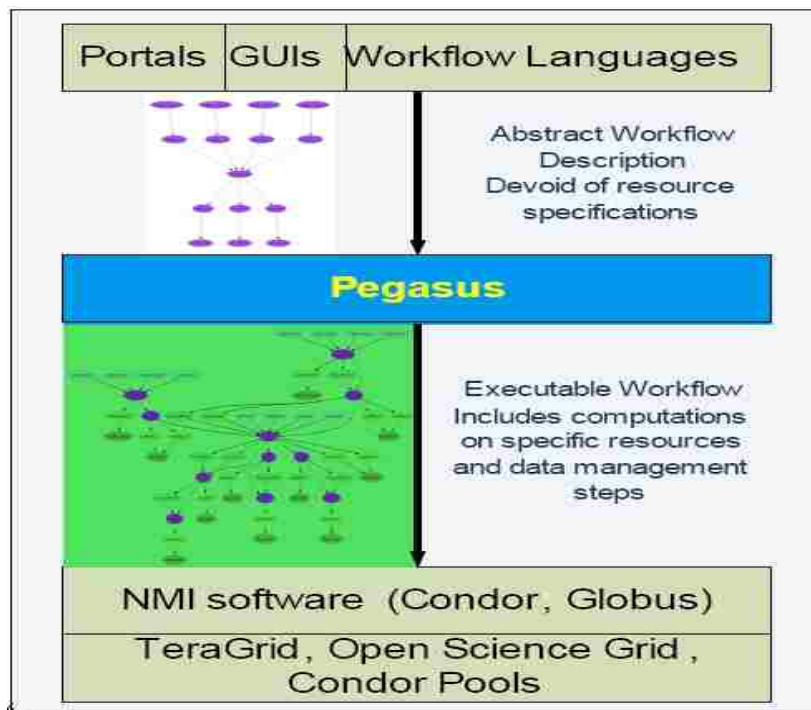 Portals GUIs Workflow Languages
Abstract Workflow
Description
Devoid of resource
specifications
Pegasus
Executable Workflow
Includes computations
on specific resources
and data management
steps
NMI software (Condor, Globus)
TeraGrid, Open Science Grid ,
Condor Pools